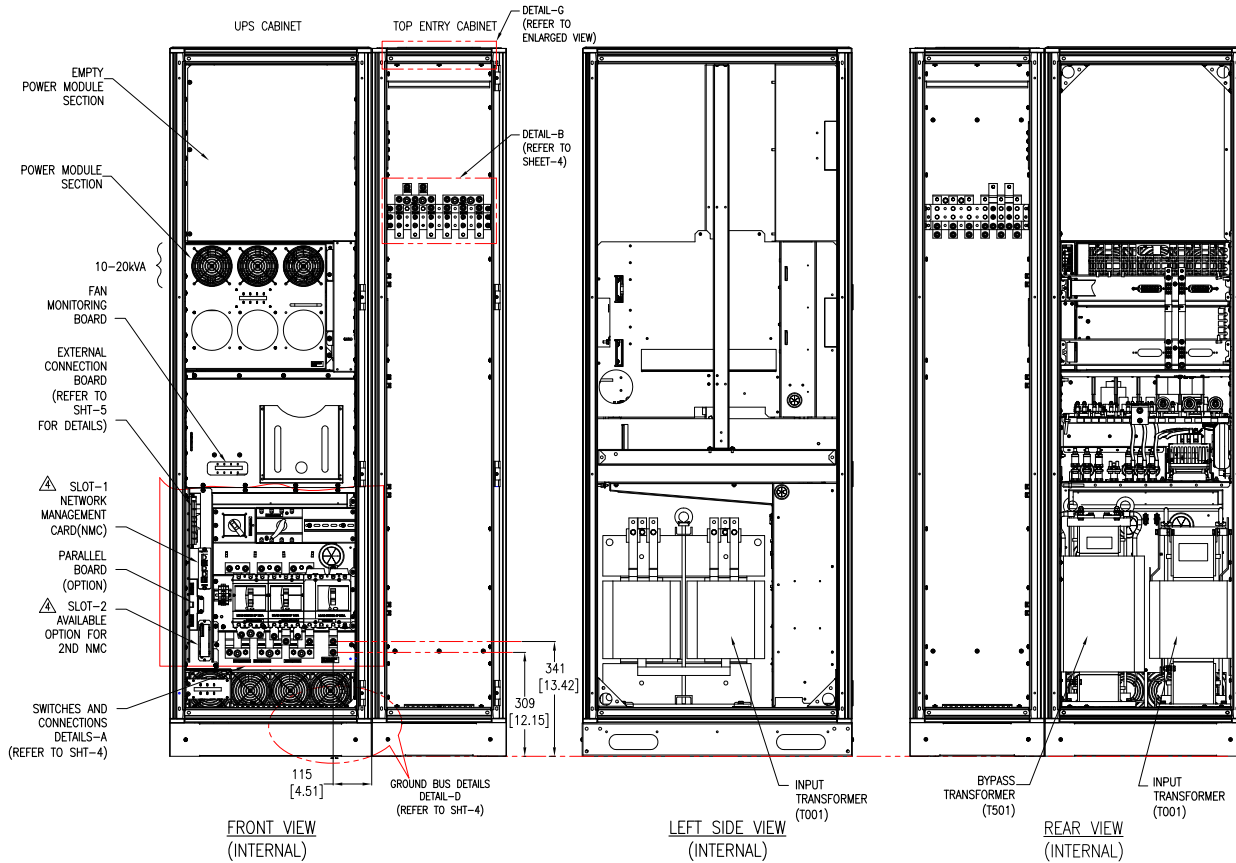 UPS CABINET
TOP ENTRY CABINET
DETAIL-G
(REFER TO
ENLARGED VIEW)
EMPTY
POWER MODULE
SECTION
DETAIL-B
(REFER TO
SHEET-4)
POWER MODULE
SECTION
10-20kVA
FAN
MONITORING
BOARD
EXTERNAL
CONNECTION
BOARD
(REFER TO
SHT-5
FOR DETAILS)
4 SLOT-1
NETWORK
MANAGEMENT
CARD(NMC)
PARALLEL
BOARD
(OPTION)
4 SLOT-2
AVAILABLE
OPTION FOR
2ND NMC
SWITCHES AND
CONNECTIONS
DETAILS-A
(REFER TO SHT-4)
341
[13.42]
309
[12.15]
115
[4.51]
GROUND BUS DETAILS
DETAIL-D
(REFER TO SHT-4)
INPUT
TRANSFORMER
(T001)
BYPASS
TRANSFORMER
(T501)
INPUT
TRANSFORMER
(T001)
FRONT VIEW
(INTERNAL)
LEFT SIDE VIEW
(INTERNAL)
REAR VIEW
(INTERNAL)